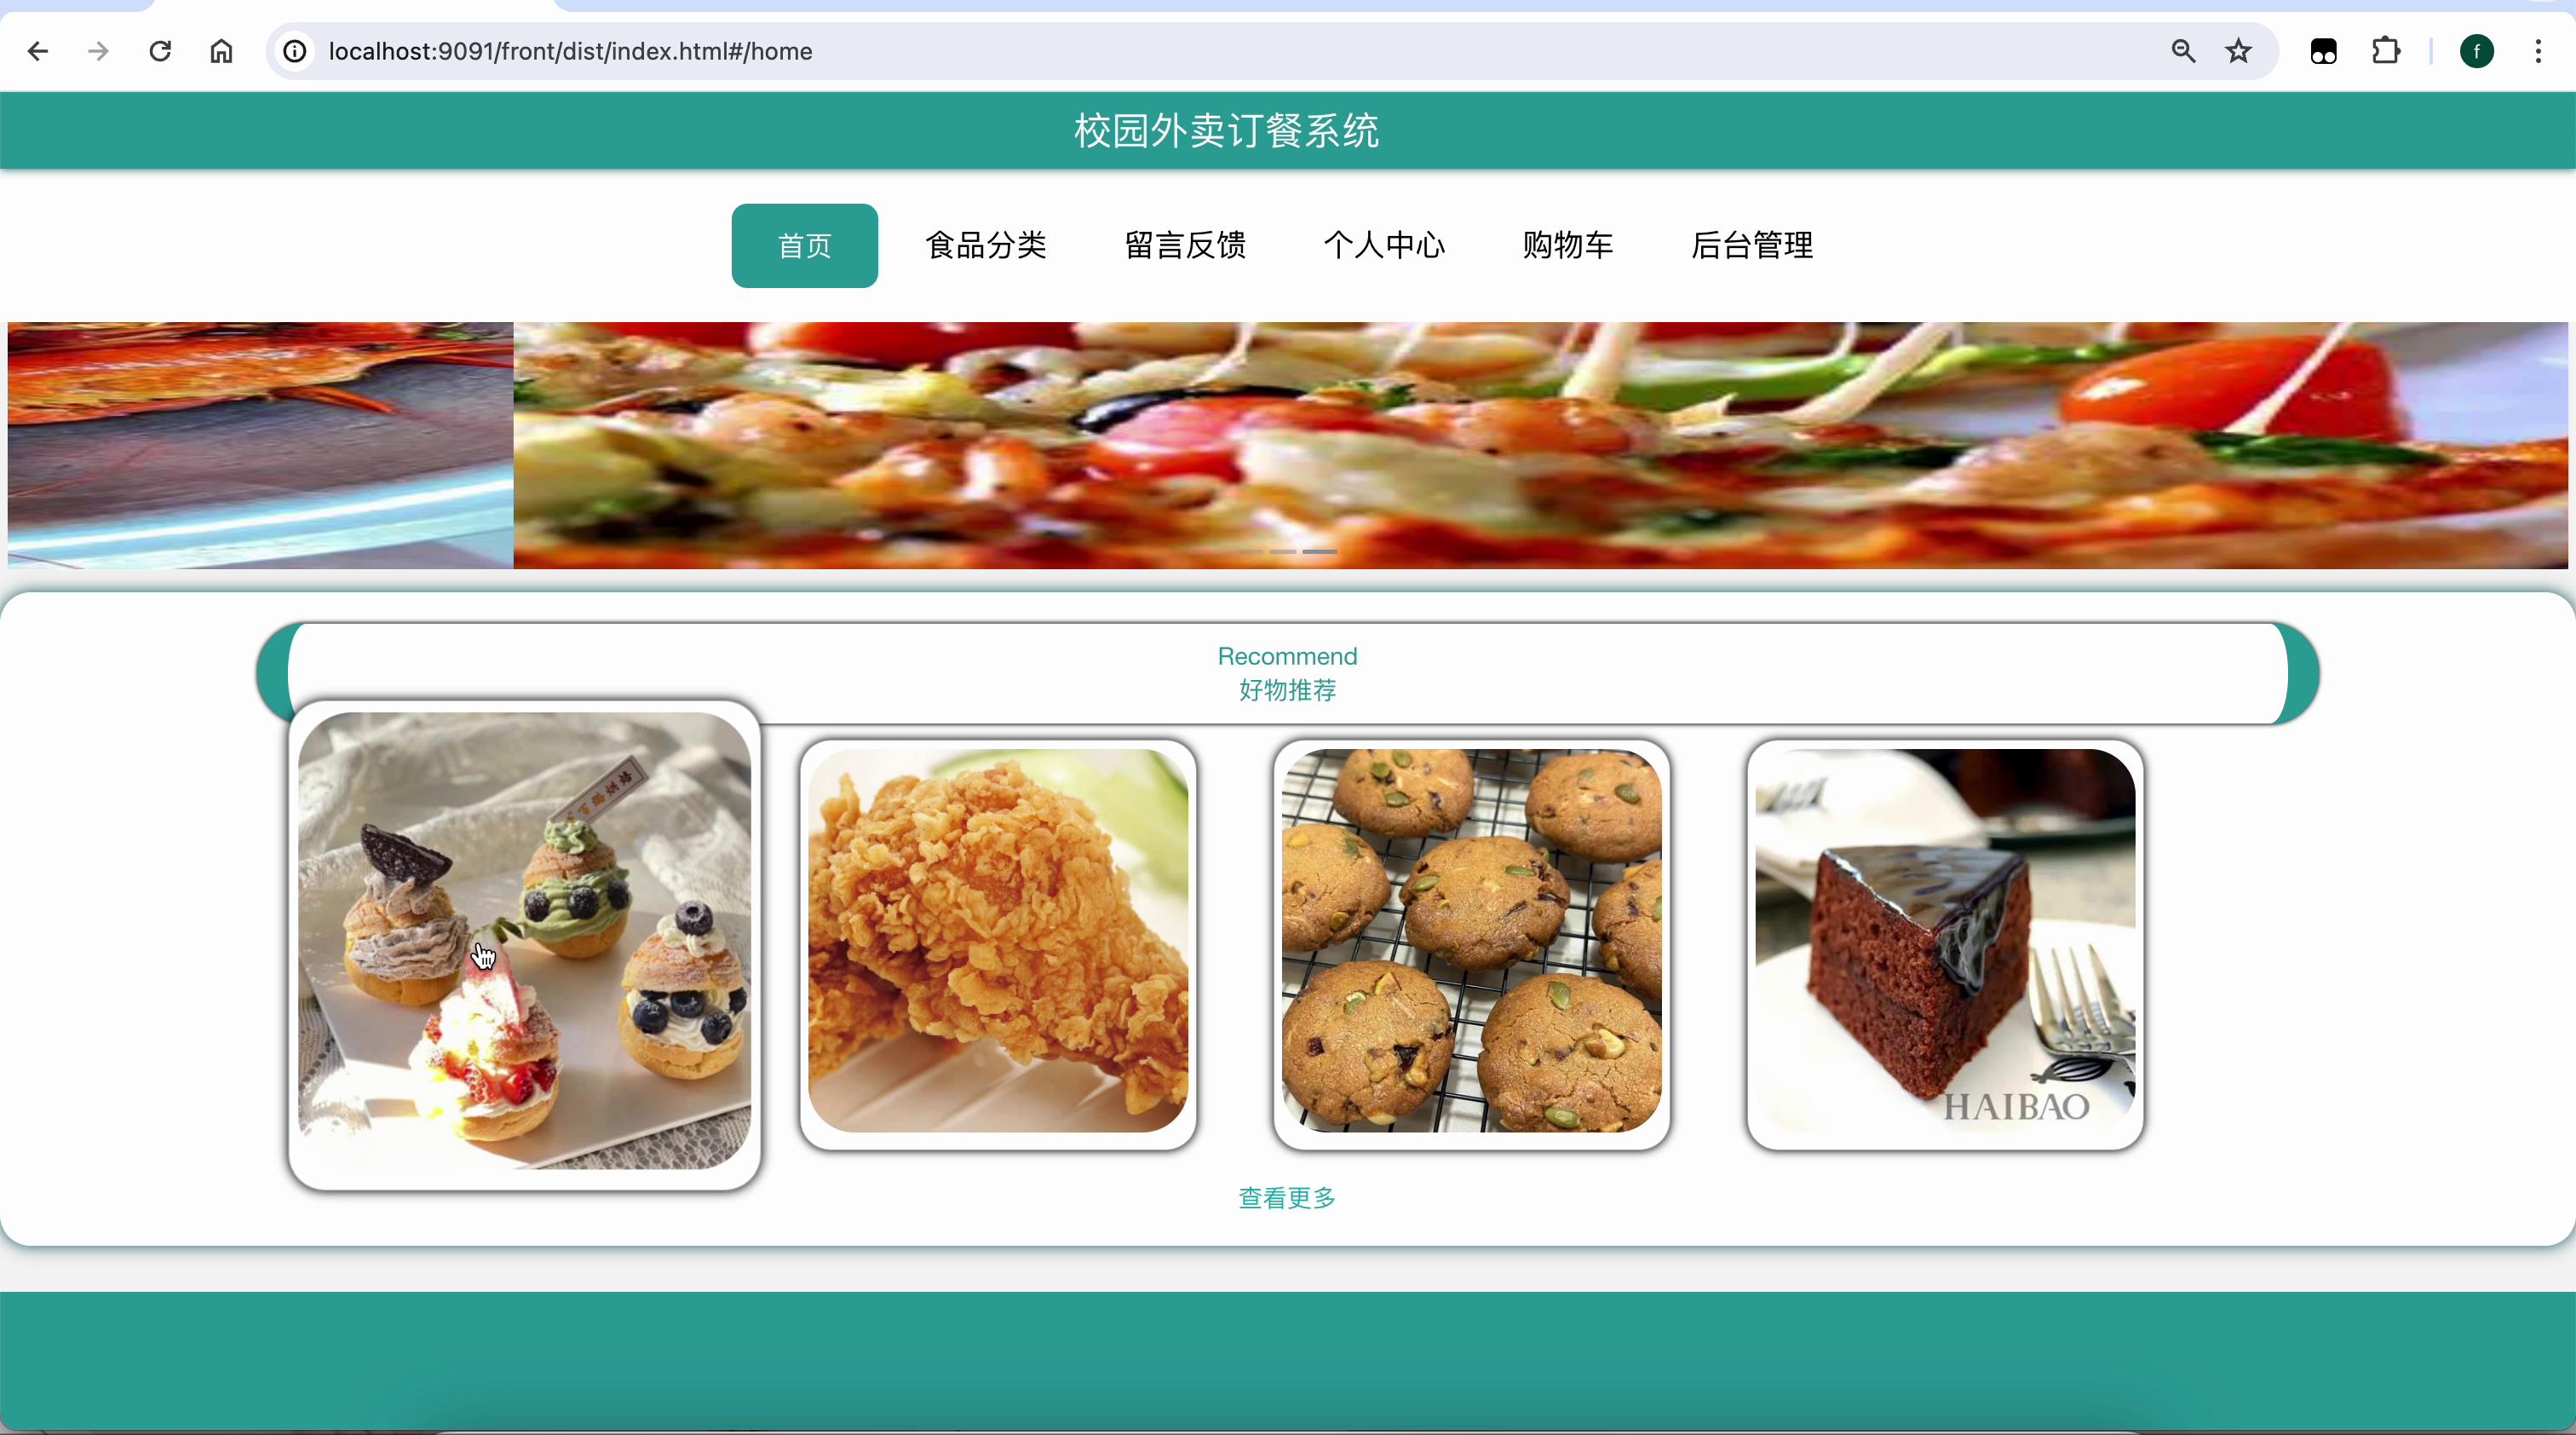 localhost:9091/front/dist/index.html#/home
f
校园外卖订餐系统
首页
食品分类
留言反馈
个人中心
购物车
后台管理
Recommend
好物推荐
HAIBAO
查看更多